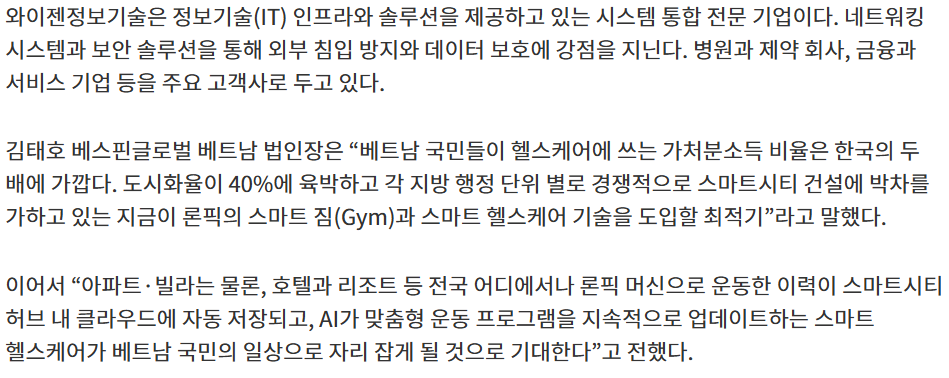 와이젠정보기술은 정보기술(IT) 인프라와 솔루션을 제공하고 있는 시스템 통합 전문 기업이다. 네트워킹
시스템과 보안 솔루션을 통해 외부 침입 방지와 데이터 보호에 강점을 지닌다. 병원과 제약 회사, 금융과
서비스 기업 등을 주요 고객사로 두고 있다.
김태호 베스핀글로벌 베트남 법인장은 “베트남 국민들이 헬스케어에 쓰는 가처분소득 비율은 한국의 두
배에 가깝다. 도시화율이 40%에 육박하고 각 지방 행정 단위 별로 경쟁적으로 스마트시티 건설에 박차를
가하고 있는 지금이 론픽의 스마트 짐(Gym)과 스마트 헬스케어 기술을 도입할 최적기”라고 말했다.
이어서 “아파트·빌라는 물론, 호텔과 리조트 등 전국 어디에서나 론픽 머신으로 운동한 이력이 스마트시티
허브 내 클라우드에 자동 저장되고, AI가 맞춤형 운동 프로그램을 지속적으로 업데이트하는 스마트
헬스케어가 베트남 국민의 일상으로 자리 잡게 될 것으로 기대한다”고 전했다.